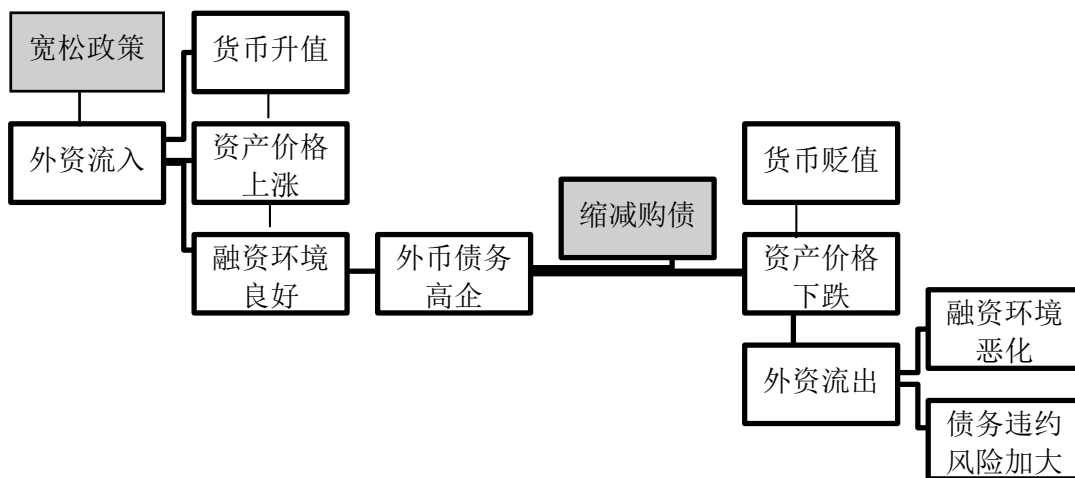 宽松政策
货币升值
外资流入
资产价格
上涨
融资环境
良好
外币债务
高企
缩减购债
货币贬值
资产价格
下跌
外资流出
融资环境
恶化
债务违约
风险加大